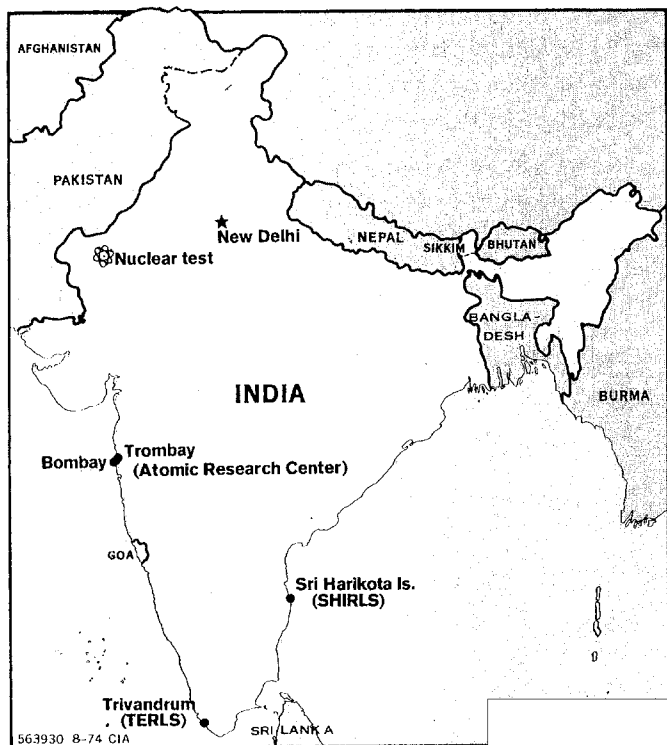 AFGHANISTAN
PAKISTAN
New Delhi
NEPAL
SIKKIM
BHUTAN
Nuclear test
BANGLA-
DESH
INDIA
BURMA
Trombay
Bombay
(Atomic Research Center)
GOA
Sri Harikota Is.
(SHIRLS)
Trivandrum
(TERLS)
SRI LANKA
563930 8-74 CIA